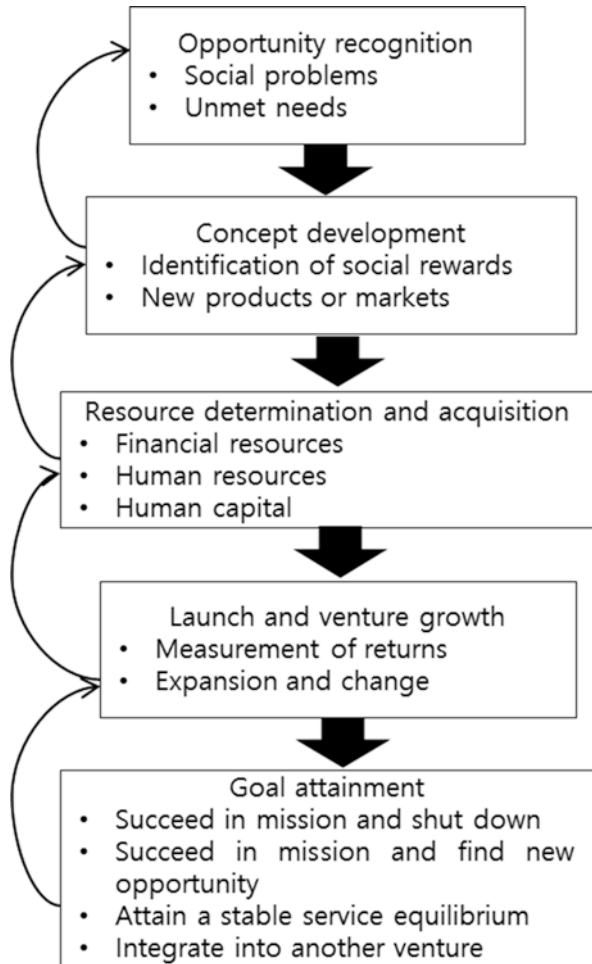 Opportunity recognition
• Social problems
• Unmet needs
Concept development
• Identification of social rewards
• New products or markets
Resource determination and acquisition
• Financial resources
• Human resources
• Human capital
Launch and venture growth
• Measurement of returns
• Expansion and change
Goal attainment
• Succeed in mission and shut down
• Succeed in mission and find new
opportunity
• Attain a stable service equilibrium
• Integrate into another venture